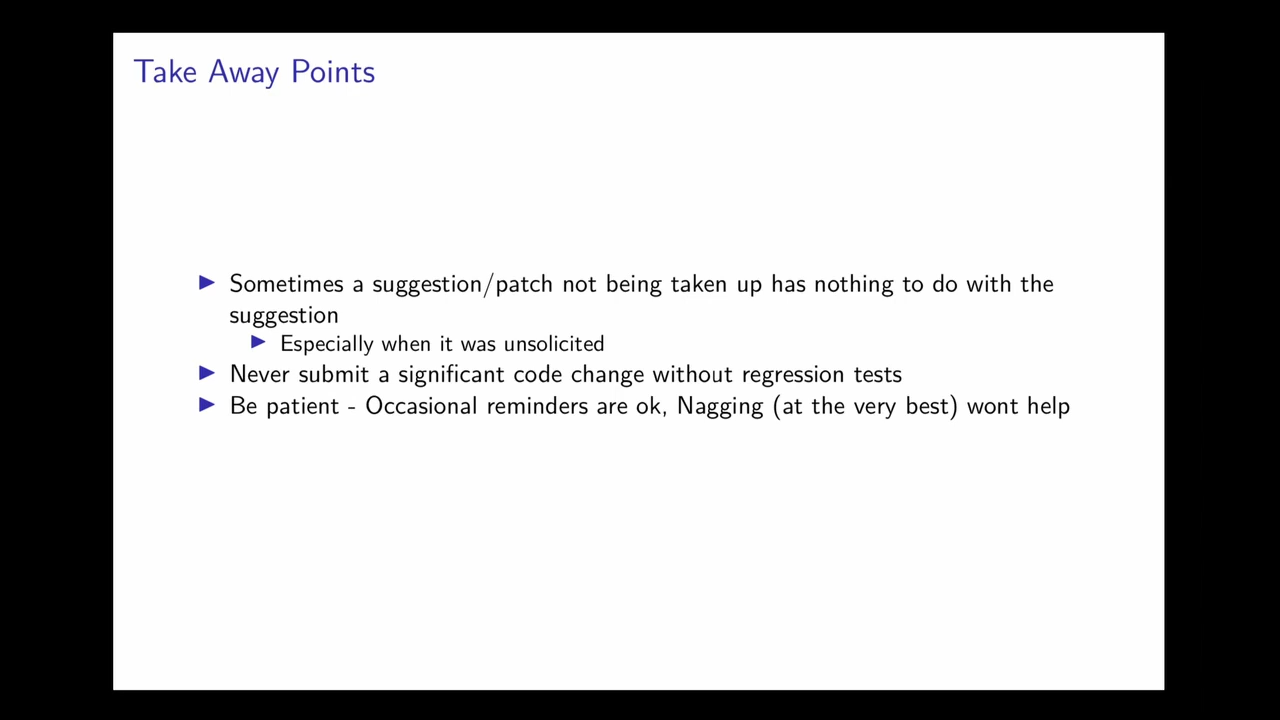 Take Away Points
Sometimes a suggestion/patch not being taken up has nothing to do with the
suggestion
Especially when it was unsolicited
Never submit a significant code change without regression tests
Be patient - Occasional reminders are ok, Nagging (at the very best) wont help